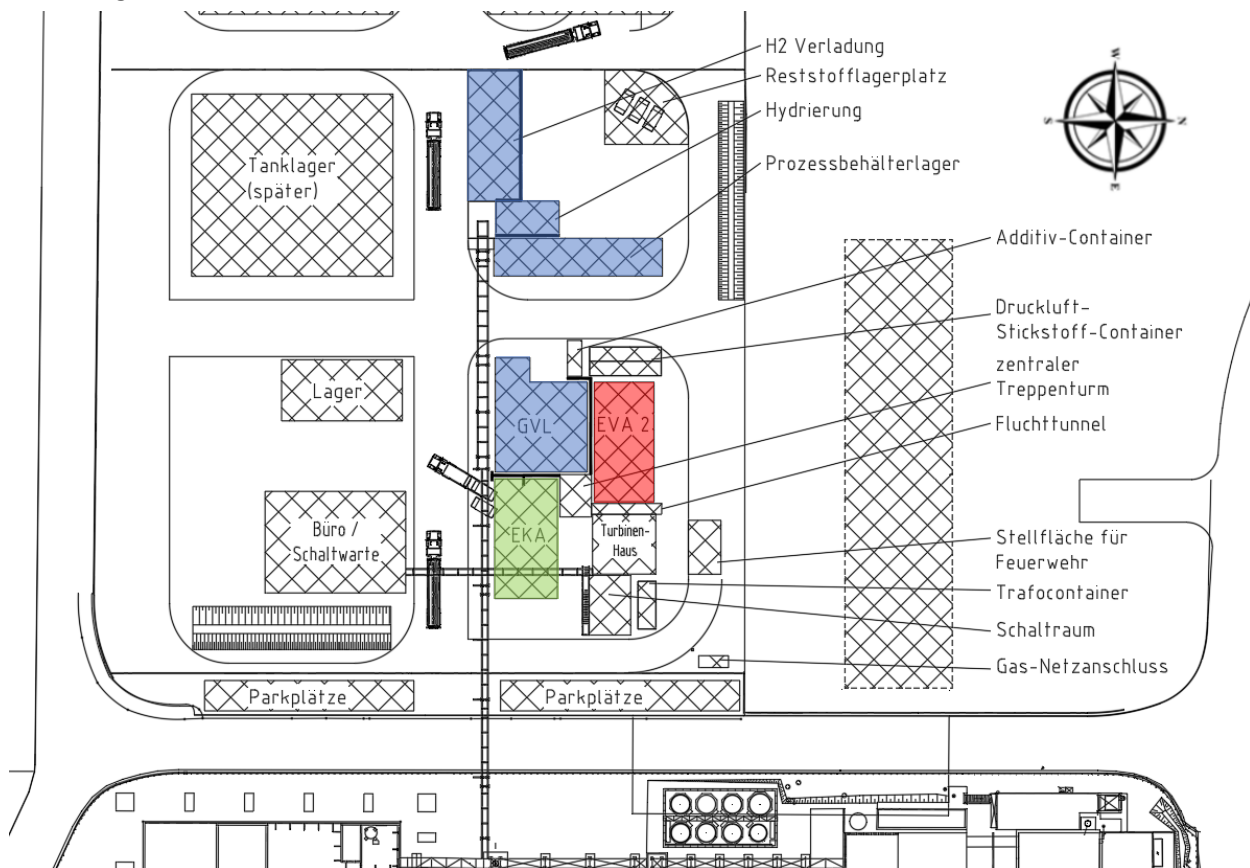 H2 Verladung
Reststofflagerplatz
Hydrierung
Prozessbehälterlager
W
S
N
E
Tanklager
(später)
Additiv-Container
Druckluft-
Stickstoff-Container
zentraler
Treppenturm
Fluchttunnel
Lager
GVL
EVA 2
Büro /
Schaltwarte
EKA
Turbinen-
Haus
Stellfläche für
Feuerwehr
Trafocontainer
Schaltraum
Gas-Netzanschluss
Parkplätze
Parkplätze